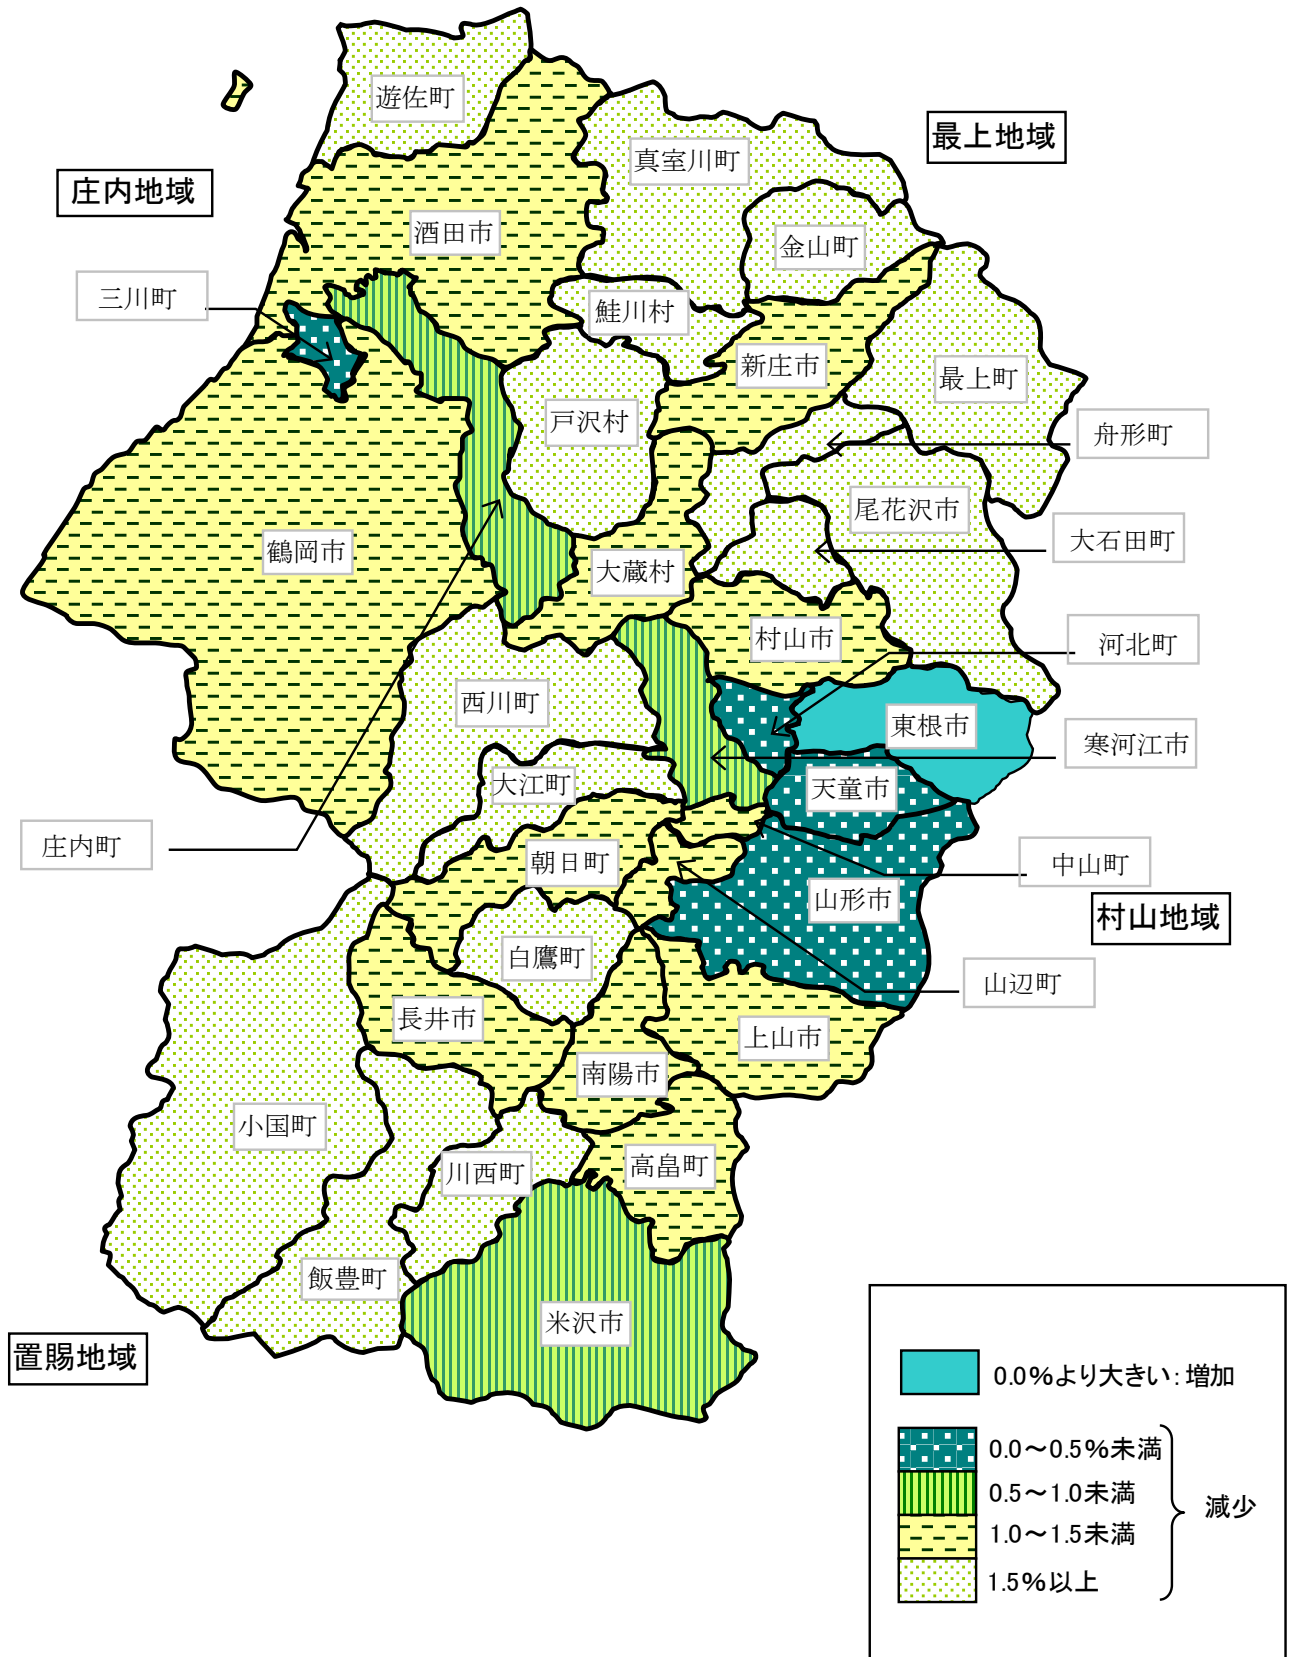 遊佐町
最上地域
真室川町
庄内地域
酒田市
金山町
三川町
鮭川村
新庄市
最上町
戸沢村
舟形町
尾花沢市
大石田町
鶴岡市
大蔵村
村山市
河北町
西川町
東根市
寒河江市
大江町
天童市
庄内町
朝日町
中山町
山形市
村山地域
白鷹町
山辺町
長井市
上山市
南陽市
小国町
川西町
高畠町
飯豊町
米沢市
置賜地域
0.0%より大きい:増加
0.0~0.5%未満
0.5~1.0未満
減少
1.0~1.5未満
1.5%以上